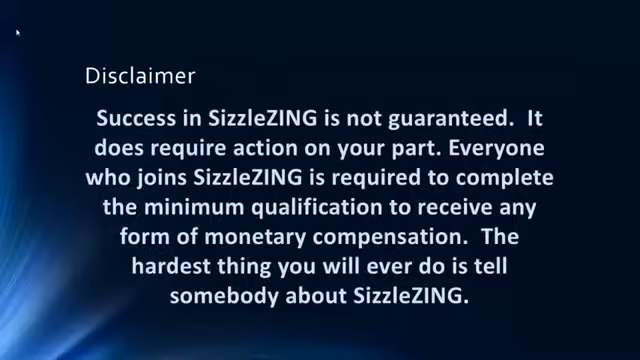 Disclaimer
Success in SizzleZING is not guaranteed.  It
does require action on your part. Everyone
who joins SizzleZING is required to complete
the minimum qualification to receive any
form of monetary compensation.  The
hardest thing you will ever do is tell
somebody about SizzleZING.